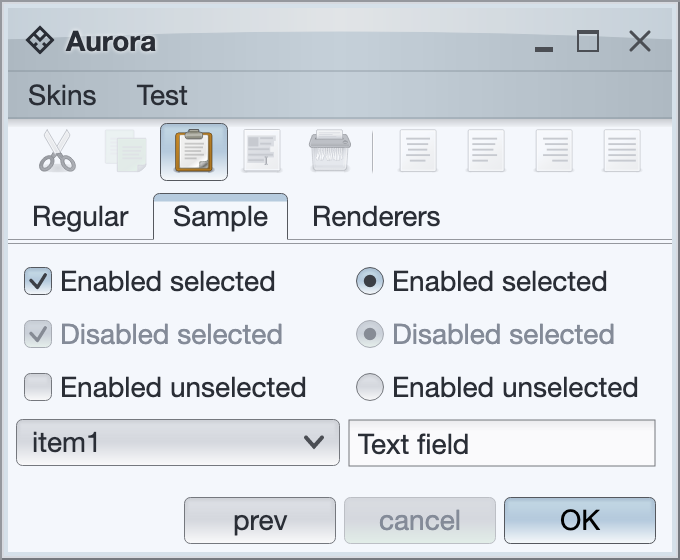 Aurora
Skins Test
Regular Sample Renderers
Enabled selected Enabled selected
Disabled selected Disabled selected
Enabled unselected Enabled unselected
item1 Text field
prev cancel OK